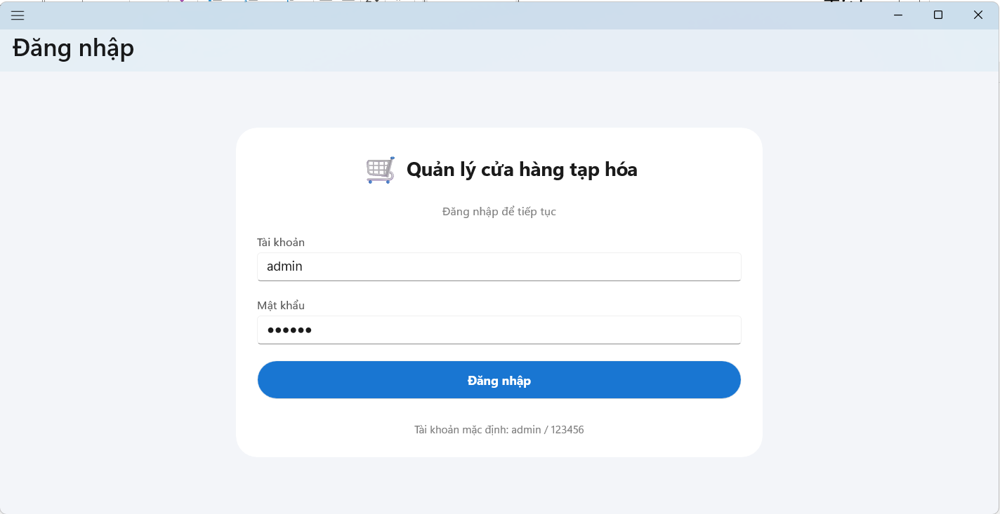 Đăng nhập
Quản lý cửa hàng tạp hóa
Đăng nhập để tiếp tục
Tài khoản
admin
Mật khẩu
••••••
Đăng nhập
Tài khoản mặc định: admin / 123456